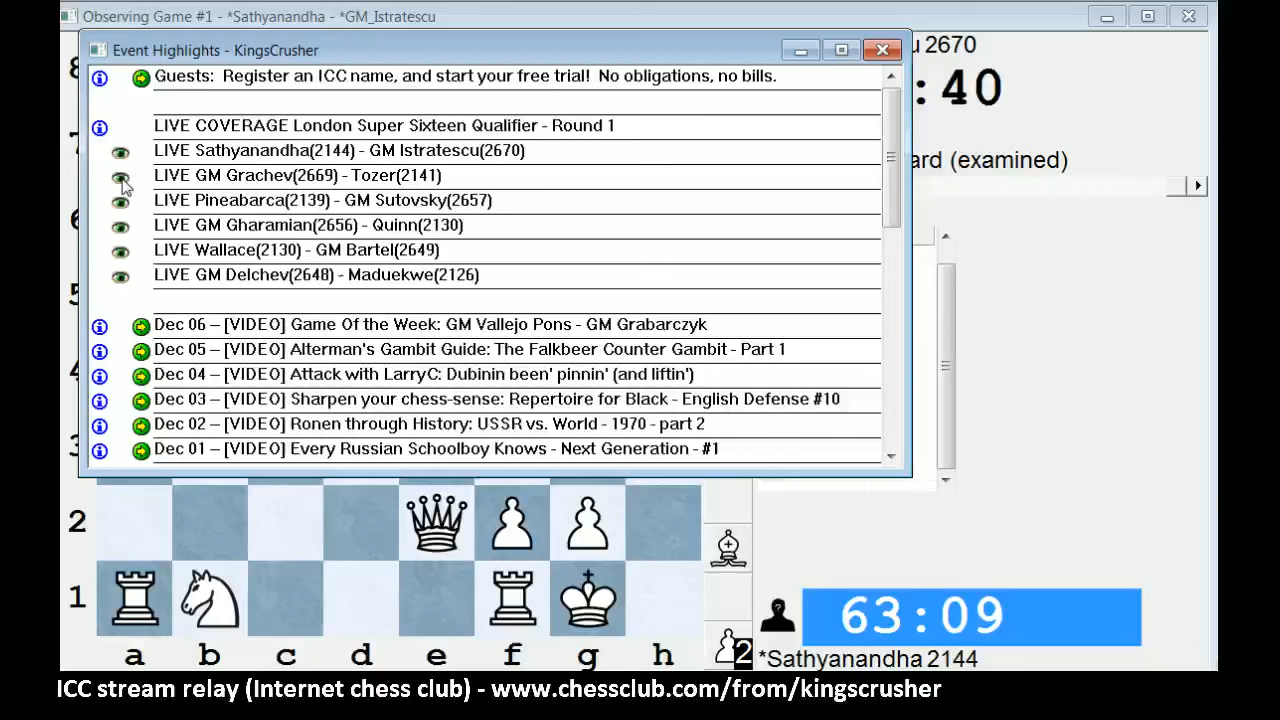 Observing Game #1 - *Sathyanandha - *GM_Istratescu
Event Highlights - KingsCrusher
u 2670
:40
ard (examined)
Guests: Register an ICC name, and start your free trial! No obligations, no bills.
LIVE COVERAGE London Super Sixteen Qualifier - Round 1
LIVE Sathyanandha(2144) - GM Istratescu(2670)
LIVE GM Grachev(2669) - Tozer(2141)
LIVE Pineabarca(2139) - GM Sutovsky(2657)
LIVE GM Gharamian(2656) - Quinn(2130)
LIVE Wallace(2130) - GM Bartel(2649)
LIVE GM Delchev(2648) - Maduekwe(2126)
Dec 06 – [VIDEO] Game Of the Week: GM Vallejo Pons - GM Grabarczyk
Dec 05 – [VIDEO] Alterman's Gambit Guide: The Falkbeer Counter Gambit - Part 1
Dec 04 – [VIDEO] Attack with LarryC: Dubinin been' pinnin' (and liftin')
Dec 03 – [VIDEO] Sharpen your chess-sense: Repertoire for Black - English Defense #10
Dec 02 – [VIDEO] Ronen through History: USSR vs. World - 1970 - part 2
Dec 01 – [VIDEO] Every Russian Schoolboy Knows - Next Generation - #1
2
1
a b c d e f g h
2
63:09
*Sathyanandha 2144
ICC stream relay (Internet chess club) - www.chessclub.com/from/kingscrusher